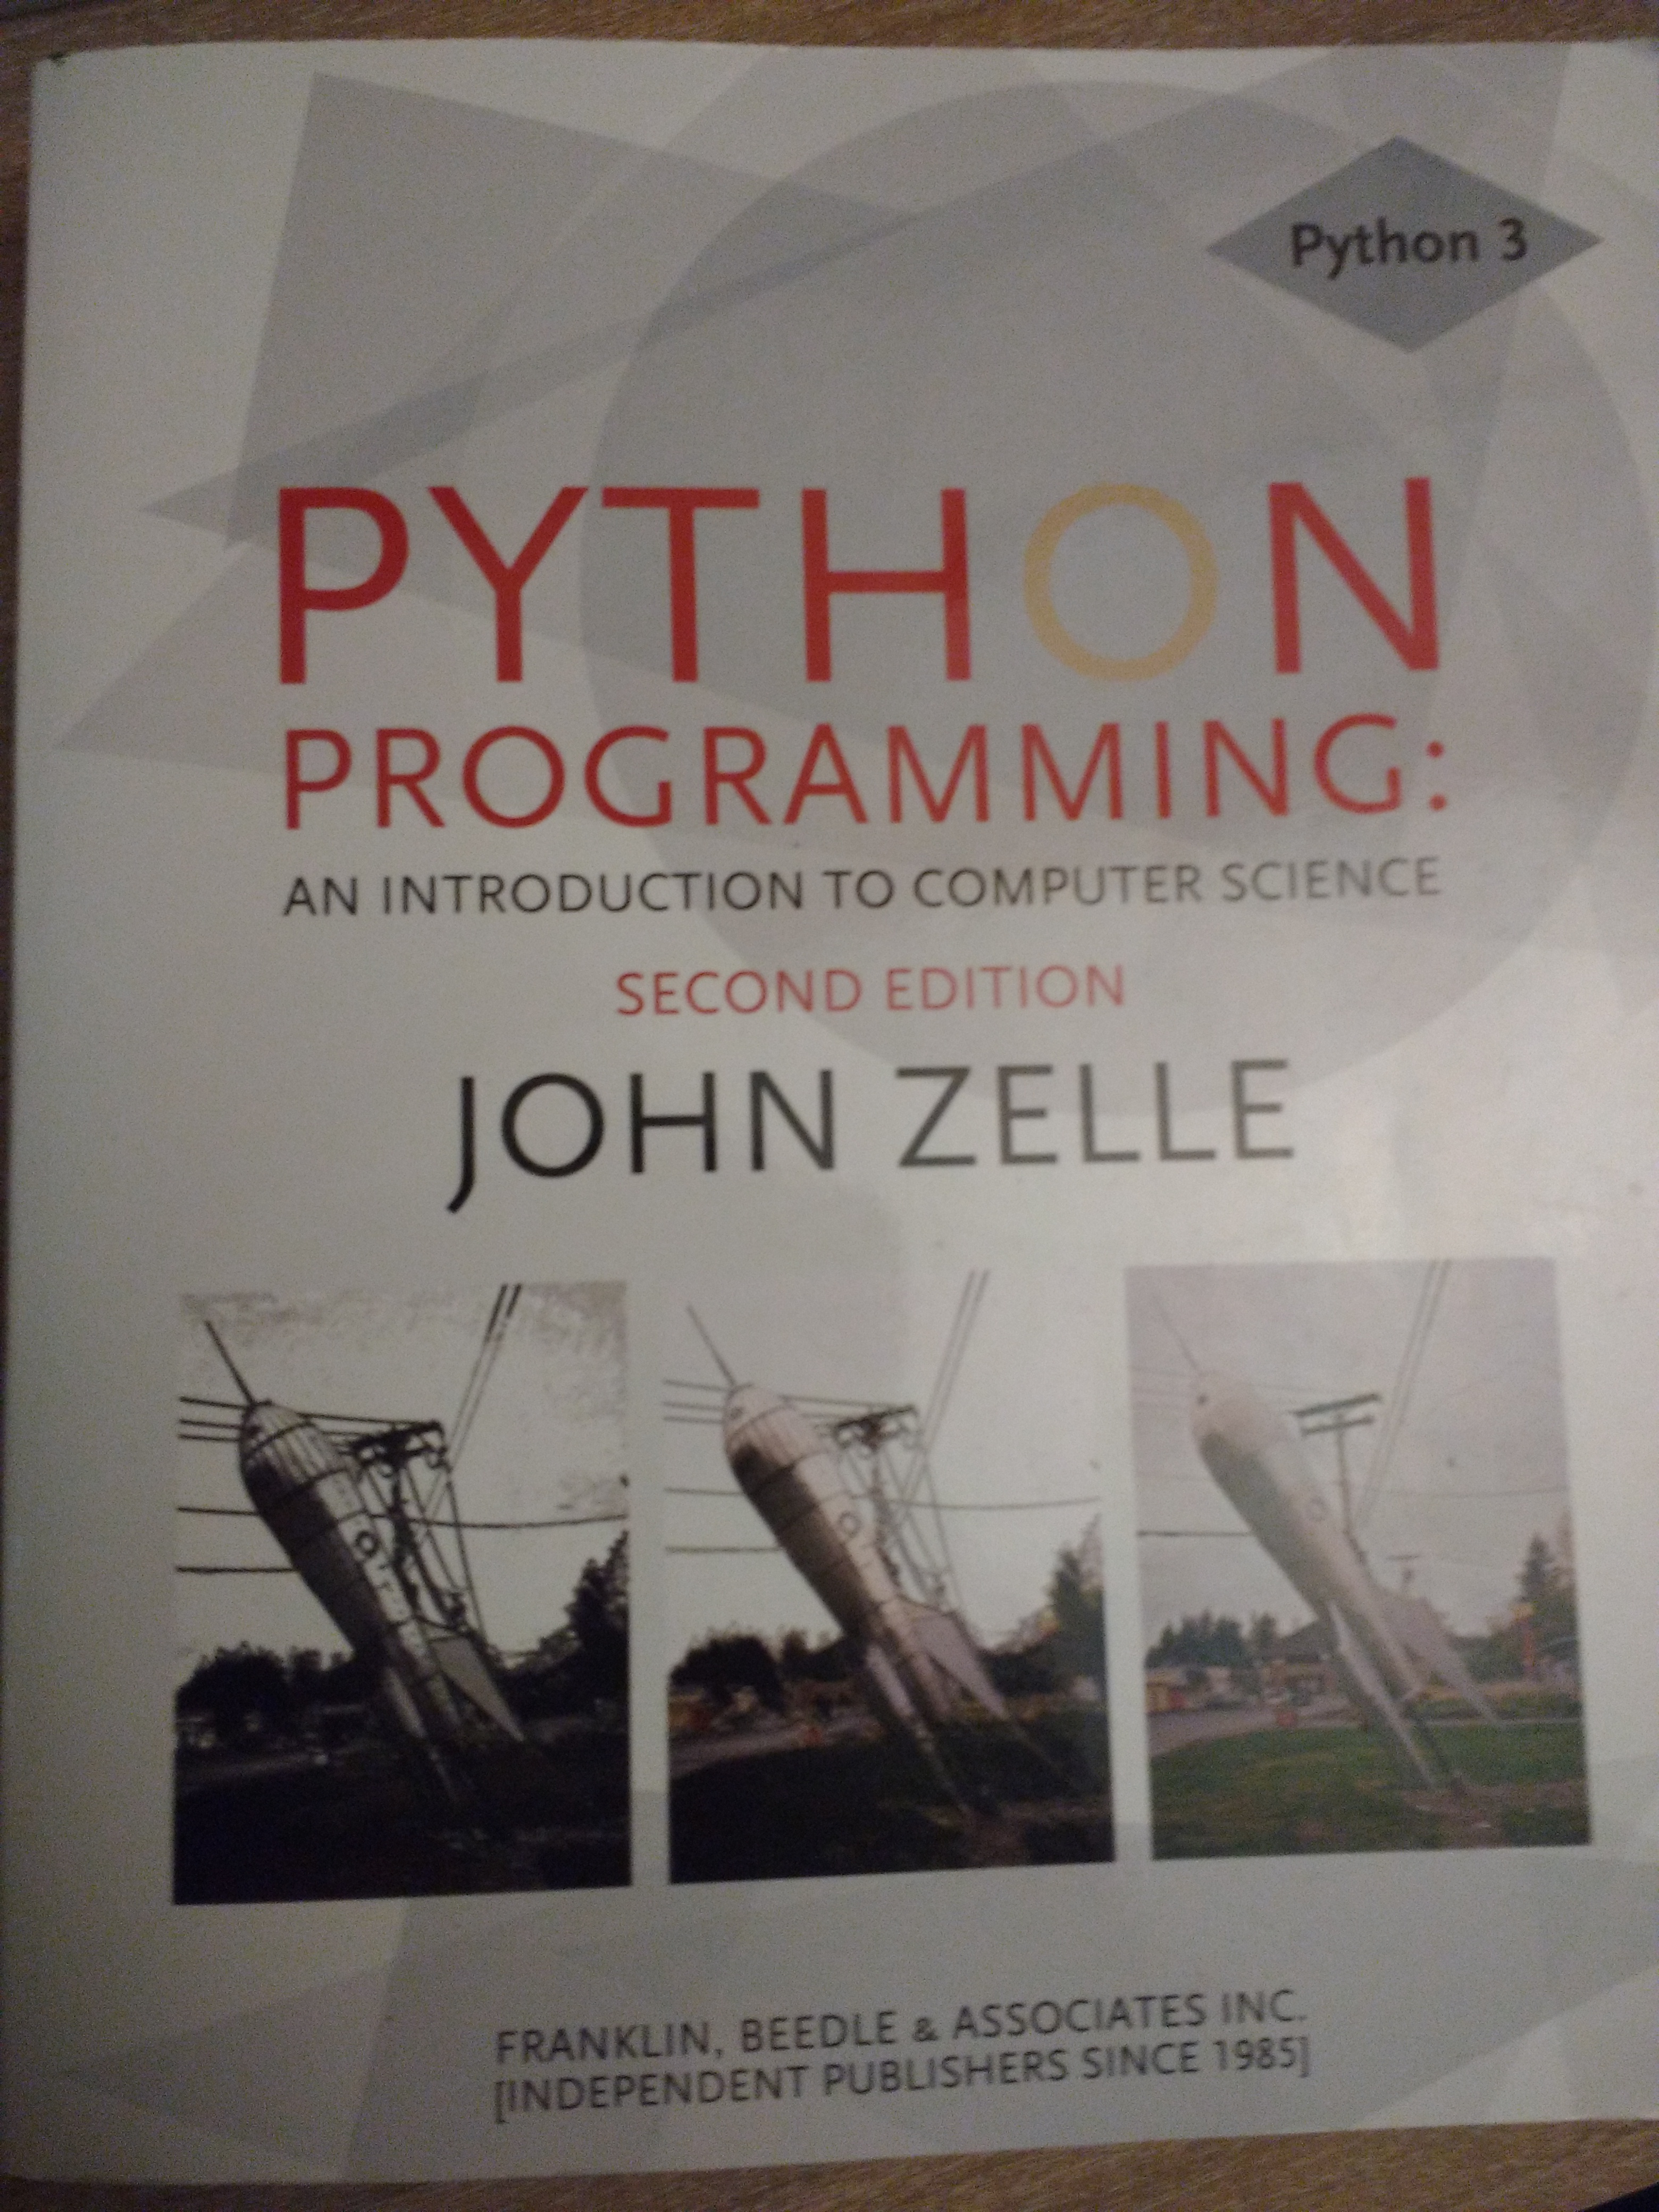 Python 3
PYTHON
PROGRAMMING:
AN INTRODUCTION TO COMPUTER SCIENCE
SECOND EDITION
JOHN ZELLE
FRANKLIN, BEEDLE & ASSOCIATES INC.
[INDEPENDENT PUBLISHERS SINCE 1985]